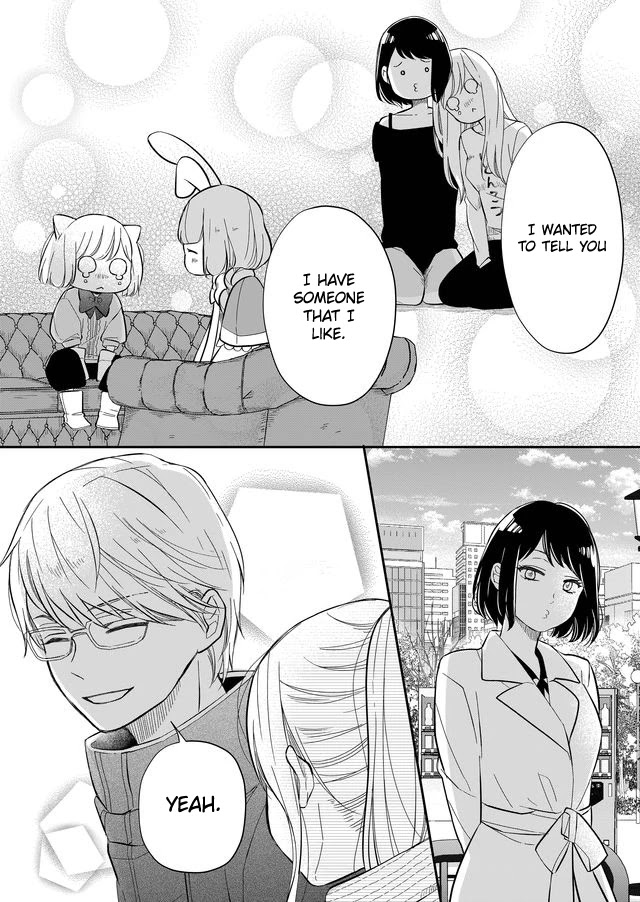 I WANTED
TO TELL YOU
I HAVE
SOMEONE
THAT I
LIKE.
YEAH.